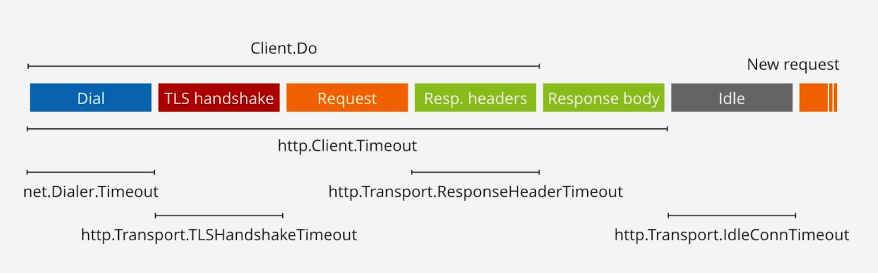 Client.Do
New request
Dial
TLS handshake
Request
Resp. headers
Response body
Idle
http.Client.Timeout
net.Dialer.Timeout
http.Transport.ResponseHeaderTimeout
http.Transport.TLSHandshakeTimeout
http.Transport.IdleConnTimeout